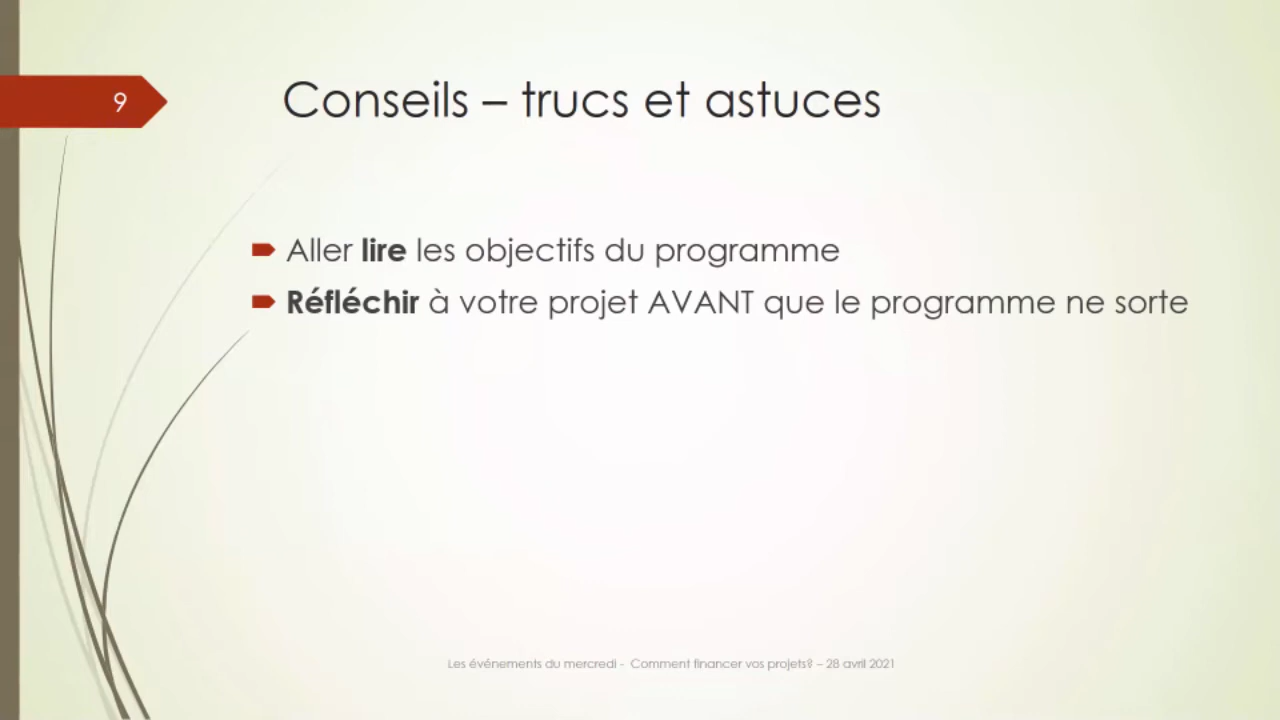 9
Conseils – trucs et astuces
Aller lire les objectifs du programme
Réfléchir à votre projet AVANT que le programme ne sorte
Les événements du mercredi - Comment financer vos projets? – 28 avril 2021